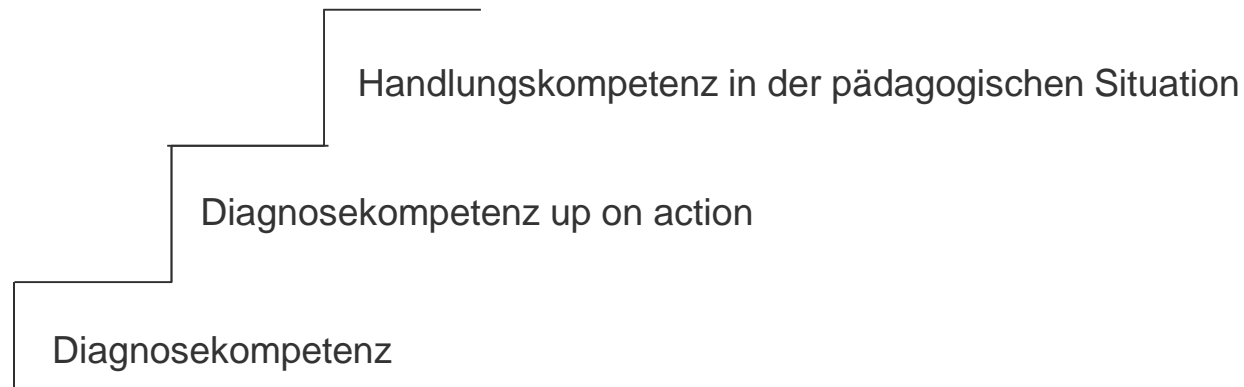 Handlungskompetenz in der pädagogischen Situation
Diagnosekompetenz up on action
Diagnosekompetenz